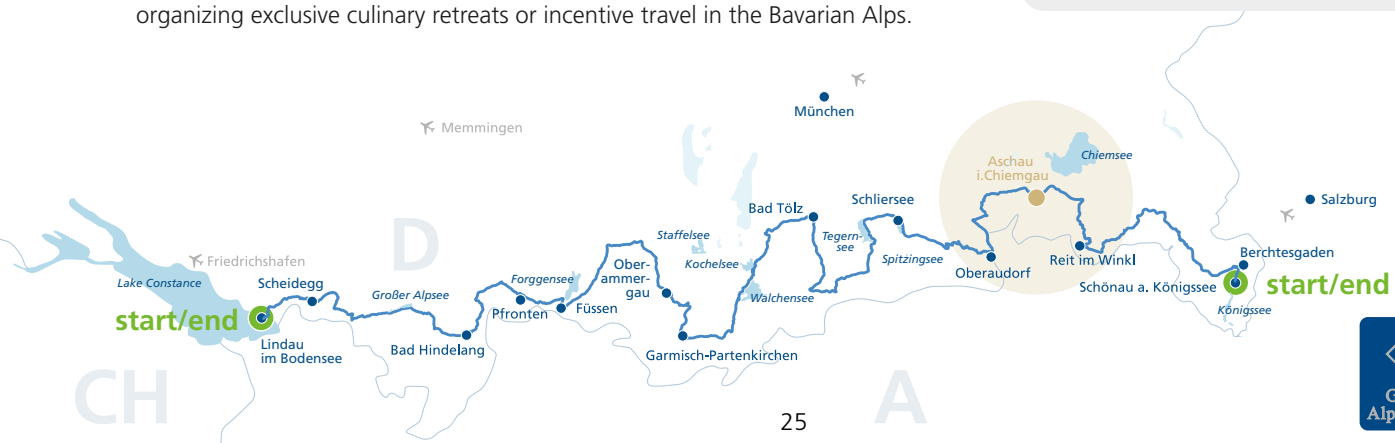 organizing exclusive culinary retreats or incentive travel in the Bavarian Alps.
München
Memmingen
Aschau
i.Chiemgau
Chiemsee
Salzburg
Schliersee
Bad Tölz
D
Staffelsee
Tegern-
see
Friedrichshafen
Ober-
ammer-
gau
Kochelsee
Spitzingsee
Oberaudorf
Reit im Winkl
Berchtesgaden
Lake Constance
Scheidegg
Forggensee
Großer Alpsee
Walchensee
Schönau a. Königssee
start/end
start/end
Pfronten
Füssen
Königssee
Lindau
im Bodensee
Bad Hindelang
Garmisch-Partenkirchen
CH
A
25
G
Alp